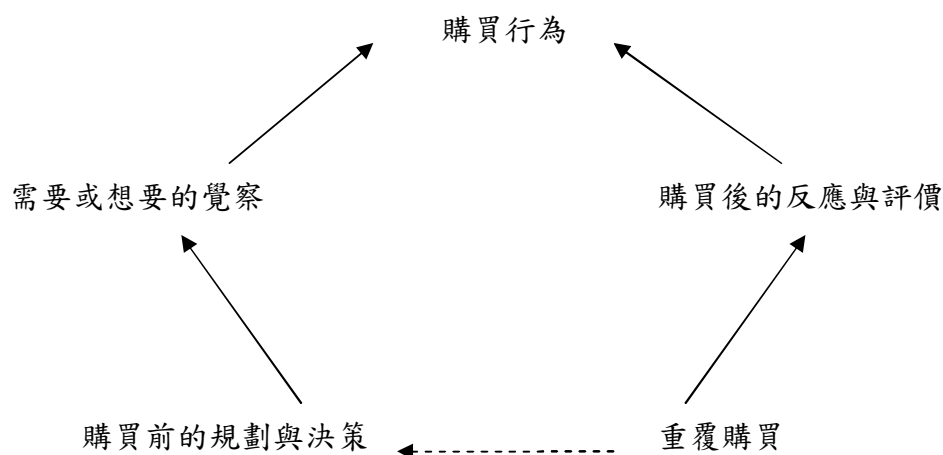 購買行為
需要或想要的覺察
購買後的反應與評價
購買前的規劃與決策
重覆購買